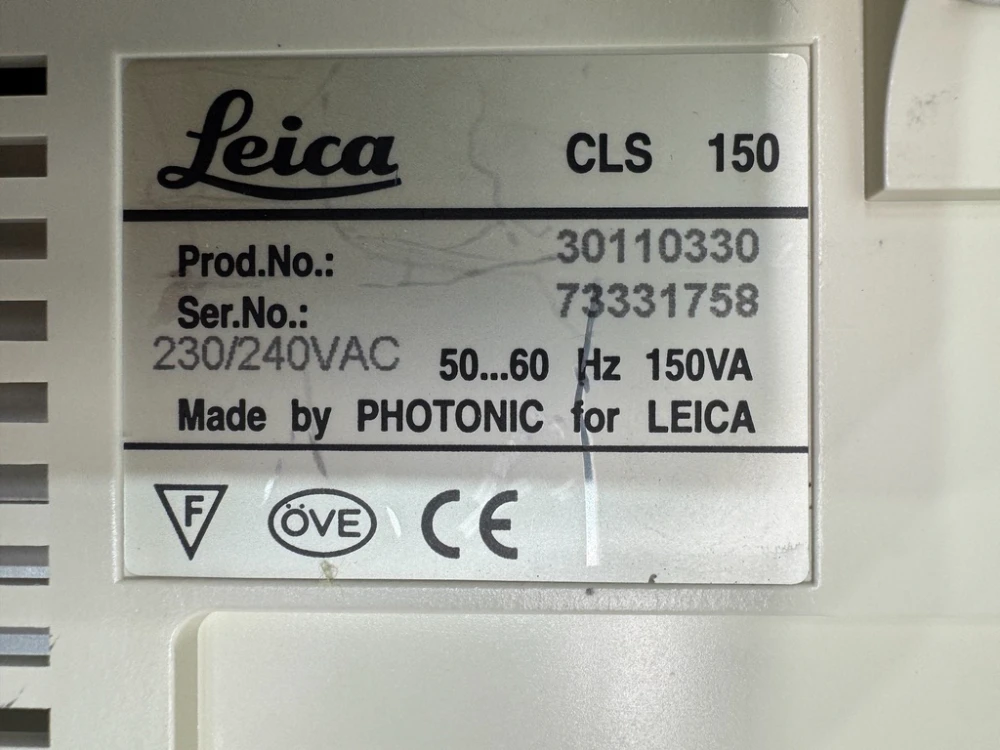 Leica CLS 150
Prod.No.: 30110330
Ser.No.: 73331758
230/240VAC 50...60 Hz 150VA
Made by PHOTONIC for LEICA
F ÖVE CE